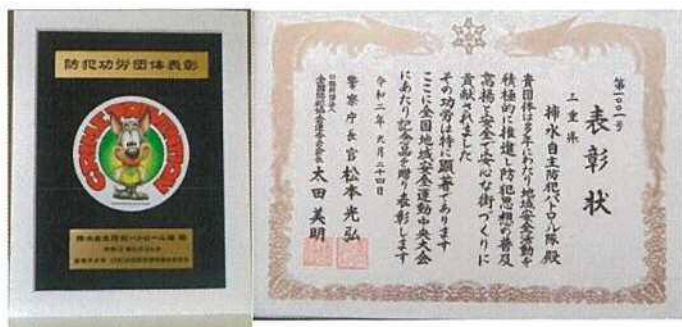 防犯功労団体表彰
CRIME PREVENTION
表彰状
三重県
柿水自主防犯パトロール隊 殿
貴団体は多年にわたり地域安全活動を
積極的に推進し防犯思想の普及
高揚と安全で安心な街づくりに
貢献されました
その功労は特に顕著であります
ここに全国地域安全運動中央大会
にあたり記念品を贈り表彰します
警察庁長官 松本光弘
太田美明